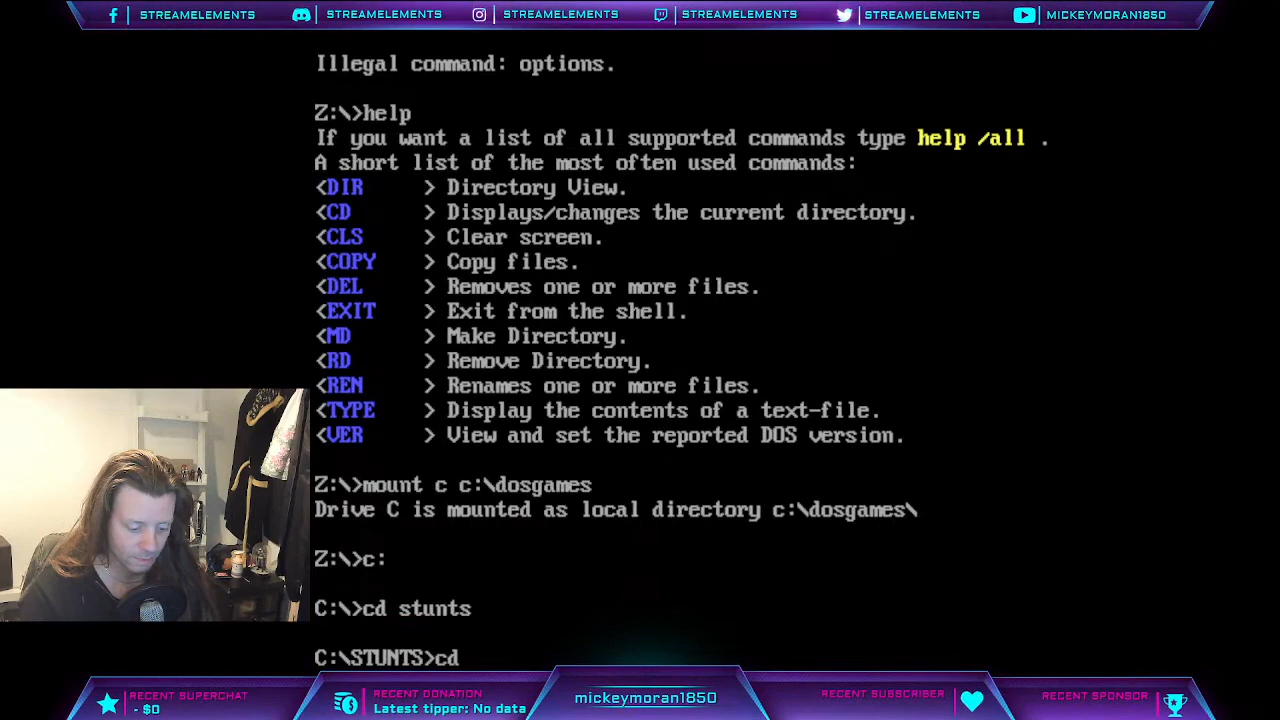 STREAMELEMENTS STREAMELEMENTS STREAMELEMENTS STREAMELEMENTS STREAMELEMENTS MICKEYMORAN1850
Illegal command: options.
Z:\>help
If you want a list of all supported commands type help /all .
A short list of the most often used commands:
<DIR > Directory View.
<CD > Displays/changes the current directory.
<CLS > Clear screen.
<COPY > Copy files.
<DEL > Removes one or more files.
<EXIT > Exit from the shell.
<MD > Make Directory.
<RD > Remove Directory.
<REN > Renames one or more files.
<TYPE > Display the contents of a text-file.
<VER > View and set the reported DOS version.
Z:\>mount c c:\dosgames
Drive C is mounted as local directory c:\dosgames\
Z:\>c:
C:\>cd stunts
C:\STUNTS>cd
RECENT SUPERCHAT
- $0
RECENT DONATION
Latest tipper: No data
mickeymoran1850
RECENT SUBSCRIBER
RECENT SPONSOR